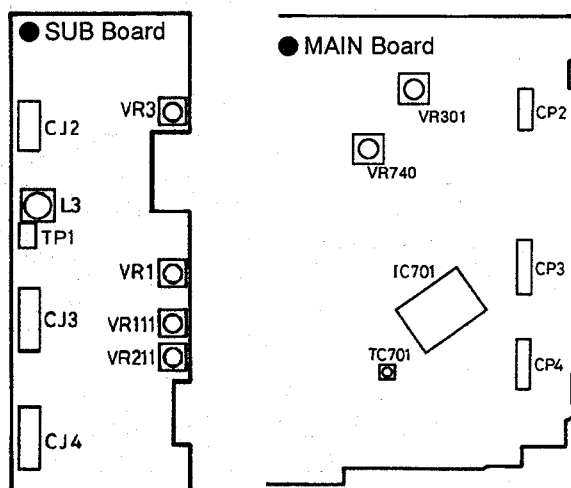 ● SUB Board
VR3
CJ2
L3
TP1
VR1
CJ3
VR111
VR211
CJ4
● MAIN Board
VR301
CP2
VR740
IC701
CP3
TC701
CP4